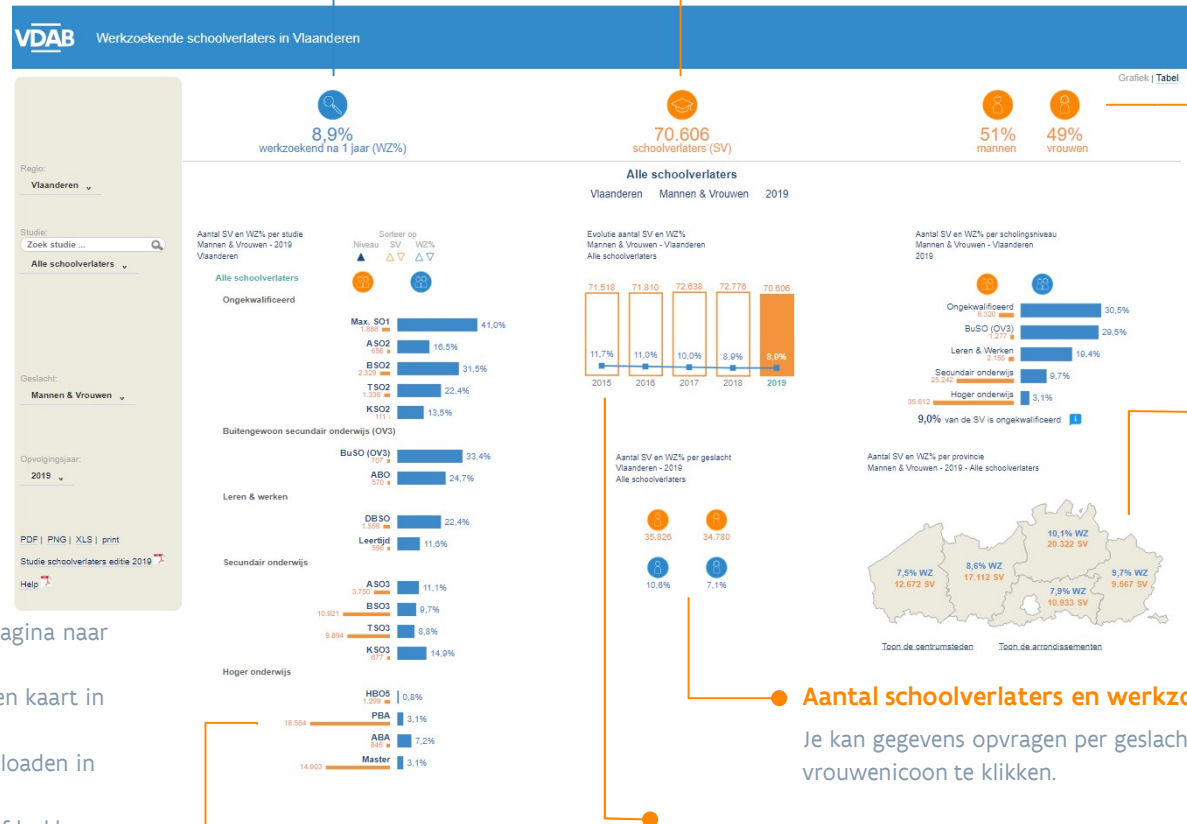 VDAB
Werkzoekende schoolverlaters in Vlaanderen
Grafiek | Tabel
8,9%
werkzoekend na 1 jaar (WZ%)
70.606
schoolverlaters (SV)
51%
mannen
49%
vrouwen
Regio:
Vlaanderen
Studie:
Zoek studie ...
Alle schoolverlaters
Geslacht:
Mannen & Vrouwen
Opvolgingsjaar:
2019
PDF | PNG | XLS | print
Studie schoolverlaters editie 2019
Help
Alle schoolverlaters
Vlaanderen Mannen & Vrouwen 2019
Aantal SV en WZ% per studie
Mannen & Vrouwen - 2019
Vlaanderen
Sorteer op
Niveau SV WZ%
Alle schoolverlaters
Ongekwalificeerd
Max. SO1
1.888
41,0%
ASO2
656
16,5%
BSO2
2.329
31,5%
TSO2
1.336
22,4%
KSO2
111
13,5%
Buitengewoon secundair onderwijs (OV3)
BuSO (OV3)
707
33,4%
ABO
570
24,7%
Leren & werken
DBSO
1.559
22,4%
Leertijd
596
11,6%
Secundair onderwijs
ASO3
3.750
11,1%
BSO3
10.921
9,7%
TSO3
9.894
8,8%
KSO3
677
14,9%
Hoger onderwijs
HBO5
1.299
0,8%
PBA
18.564
3,1%
ABA
846
7,2%
Master
14.903
3,1%
Evolutie aantal SV en WZ%
Mannen & Vrouwen - Vlaanderen
Alle schoolverlaters
71.518 71.810 72.638 72.776 70.606
11,7% 11,0% 10,0% 8,9% 8,9%
2015 2016 2017 2018 2019
Aantal SV en WZ% per geslacht
Vlaanderen - 2019
Alle schoolverlaters
35.826 34.780
10,6% 7,1%
Aantal SV en WZ% per scholingsniveau
Mannen & Vrouwen - Vlaanderen
2019
Ongekwalificeerd
6.320
30,5%
BuSO (OV3)
1.277
29,5%
Leren & Werken
2.155
19,4%
Secundair onderwijs
25.242
9,7%
Hoger onderwijs
35.612
3,1%
9,0% van de SV is ongekwalificeerd i
Aantal SV en WZ% per provincie
Mannen & Vrouwen - 2019 - Alle schoolverlaters
7,5% WZ
12.672 SV
8,6% WZ
17.112 SV
10,1% WZ
20.322 SV
7,9% WZ
10.933 SV
9,7% WZ
9.567 SV
Toon de centrumsteden Toon de arrondissementen
agina naar
en kaart in
loaden in
Aantal schoolverlaters en werkzo
Je kan gegevens opvragen per geslach
vrouwenicoon te klikken.